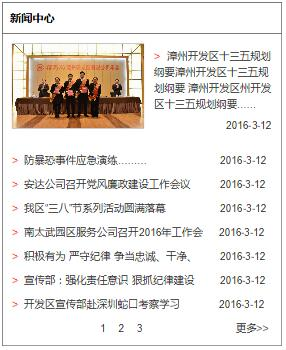 新闻中心
> 漳州开发区十三五规划
纲要漳州开发区十三五规
划纲要 漳州开发区州开发
区十三五规划纲要……
2016-3-12
> 防暴恐事件应急演练……… 2016-3-12
> 安达公司召开党风廉政建设工作会议 2016-3-12
> 我区“三八”节系列活动圆满落幕 2016-3-12
> 南太武园区服务公司召开2016年工作会 2016-3-12
> 积极有为 严守纪律 争当忠诚、干净、 2016-3-12
> 宣传部：强化责任意识 狠抓纪律建设 2016-3-12
> 开发区宣传部赴深圳蛇口考察学习 2016-3-12
1 2 3 更多>>